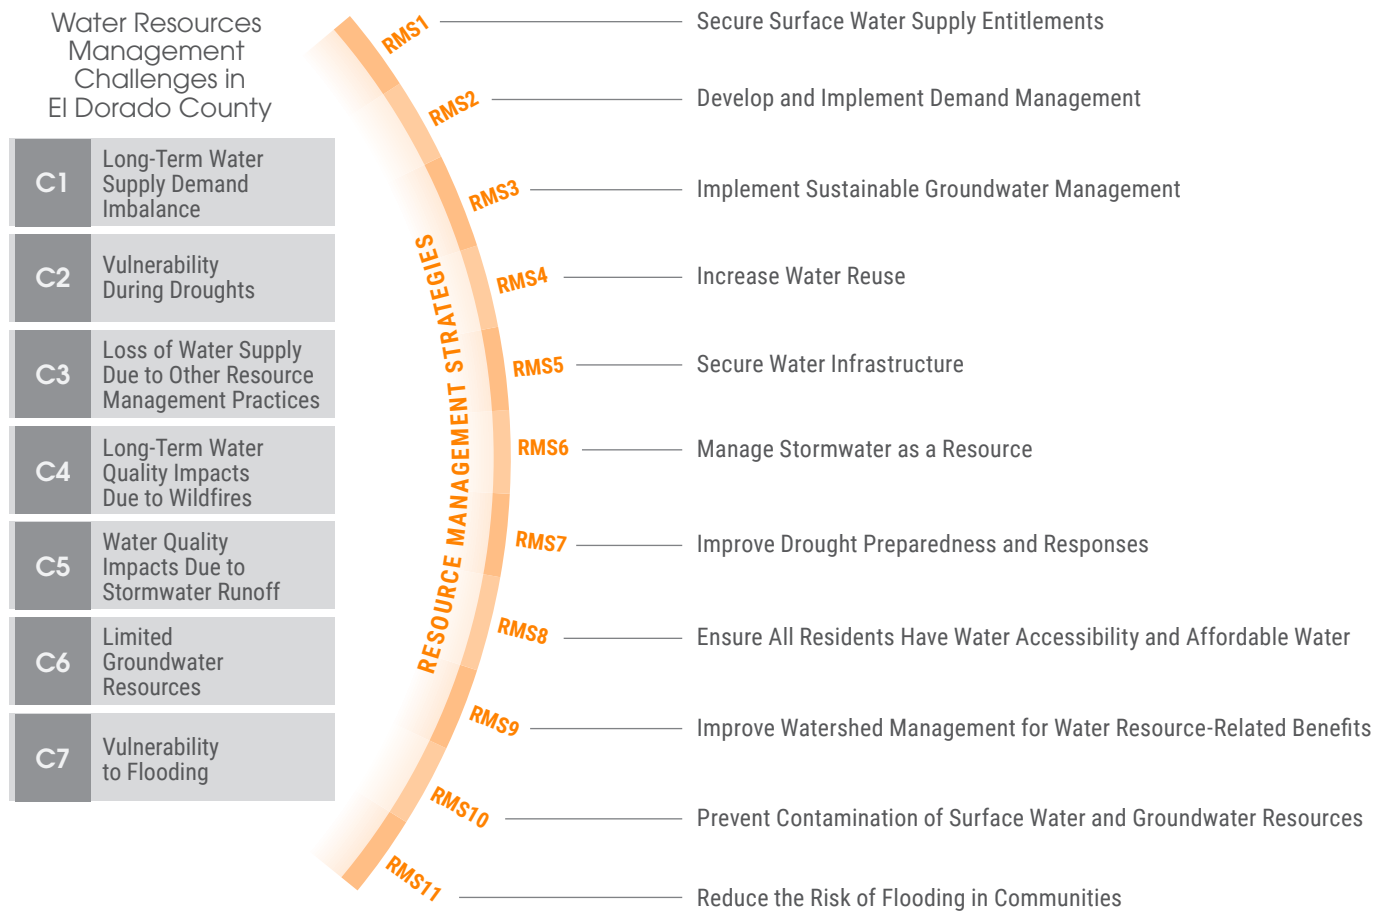 Water Resources
Management
Challenges in
El Dorado County
C1
Long-Term Water
Supply Demand
Imbalance
C2
Vulnerability
During Droughts
C3
Loss of Water Supply
Due to Other Resource
Management Practices
C4
Long-Term Water
Quality Impacts
Due to Wildfires
C5
Water Quality
Impacts Due to
Stormwater Runoff
C6
Limited
Groundwater
Resources
C7
Vulnerability
to Flooding
RESOURCE MANAGEMENT STRATEGIES
RMS1 Secure Surface Water Supply Entitlements
RMS2 Develop and Implement Demand Management
RMS3 Implement Sustainable Groundwater Management
RMS4 Increase Water Reuse
RMS5 Secure Water Infrastructure
RMS6 Manage Stormwater as a Resource
RMS7 Improve Drought Preparedness and Responses
RMS8 Ensure All Residents Have Water Accessibility and Affordable Water
RMS9 Improve Watershed Management for Water Resource-Related Benefits
RMS10 Prevent Contamination of Surface Water and Groundwater Resources
RMS11 Reduce the Risk of Flooding in Communities